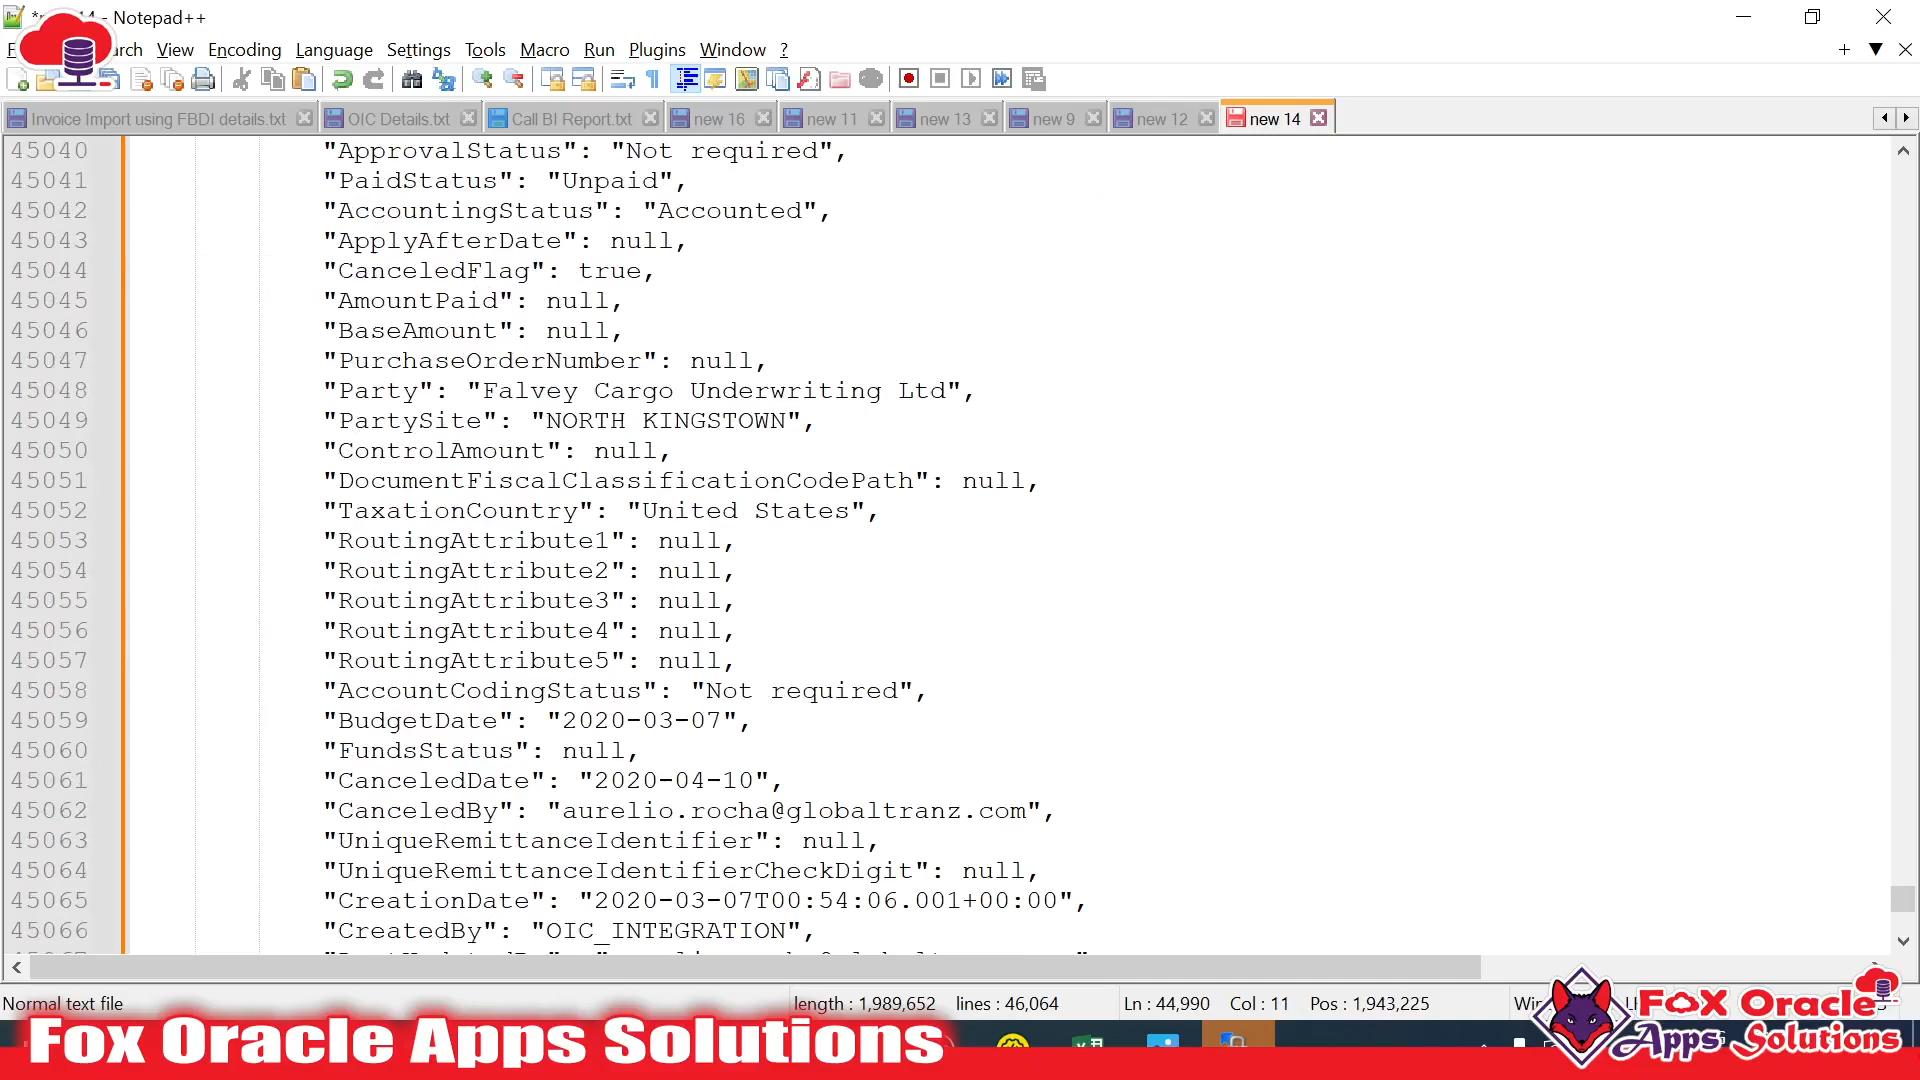 - Notepad++
View Encoding Language Settings Tools Macro Run Plugins Window ?
Invoice Import using FBDI details.txt OIC Details.txt Call BI Report.txt new 16 new 11 new 13 new 9 new 12 new 14
45040 "ApprovalStatus": "Not required",
45041 "PaidStatus": "Unpaid",
45042 "AccountingStatus": "Accounted",
45043 "ApplyAfterDate": null,
45044 "CanceledFlag": true,
45045 "AmountPaid": null,
45046 "BaseAmount": null,
45047 "PurchaseOrderNumber": null,
45048 "Party": "Falvey Cargo Underwriting Ltd",
45049 "PartySite": "NORTH KINGSTOWN",
45050 "ControlAmount": null,
45051 "DocumentFiscalClassificationCodePath": null,
45052 "TaxationCountry": "United States",
45053 "RoutingAttribute1": null,
45054 "RoutingAttribute2": null,
45055 "RoutingAttribute3": null,
45056 "RoutingAttribute4": null,
45057 "RoutingAttribute5": null,
45058 "AccountCodingStatus": "Not required",
45059 "BudgetDate": "2020-03-07",
45060 "FundsStatus": null,
45061 "CanceledDate": "2020-04-10",
45062 "CanceledBy": "aurelio.rocha@globaltranz.com",
45063 "UniqueRemittanceIdentifier": null,
45064 "UniqueRemittanceIdentifierCheckDigit": null,
45065 "CreationDate": "2020-03-07T00:54:06.001+00:00",
45066 "CreatedBy": "OIC_INTEGRATION",
Normal text file length : 1,989,652 lines : 46,064 Ln : 44,990 Col : 11 Pos : 1,943,225
Fox Oracle Apps Solutions
FOX Oracle
Apps Solutions